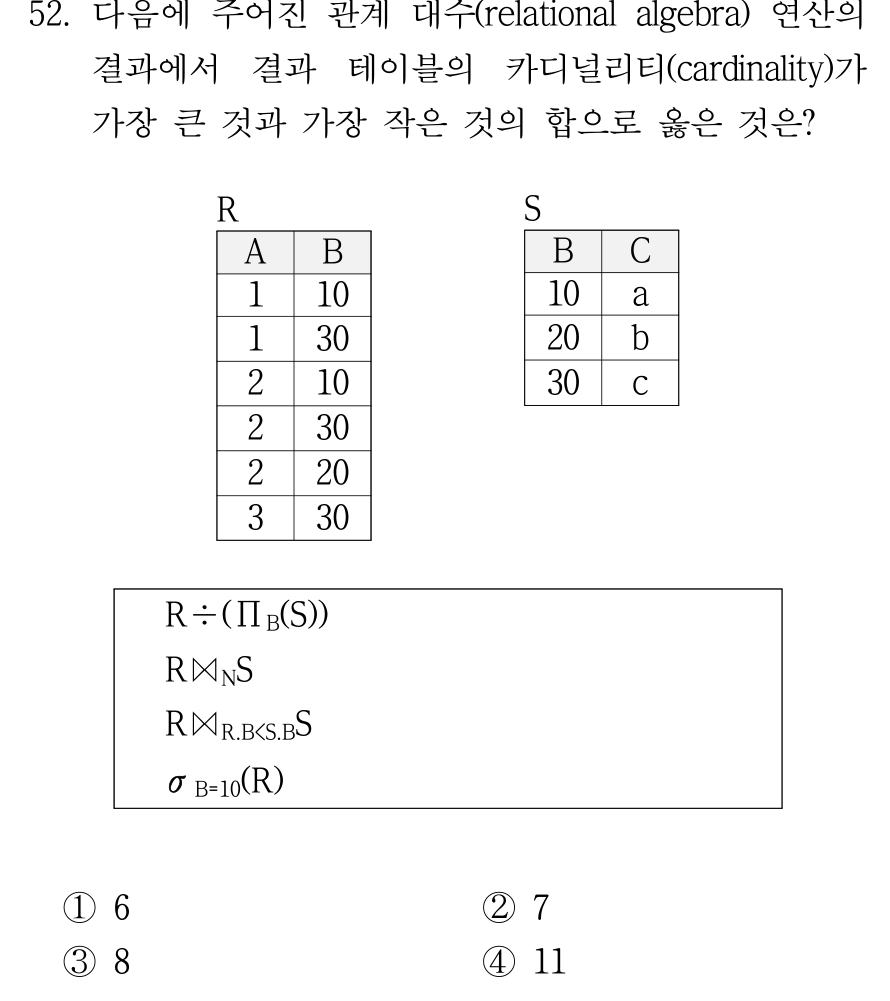 52. 다음에 주어진 관계 대수(relational algebra) 연산의
결과에서 결과 테이블의 카디널리티(cardinality)가
가장 큰 것과 가장 작은 것의 합으로 옳은 것은?
R
A B
1 10
1 30
2 10
2 30
2 20
3 30
S
B C
10 a
20 b
30 c
R÷(Π B(S))
R⋈NS
R⋈R.B<S.BS
σ B=10(R)
① 6 ② 7
③ 8 ④ 11